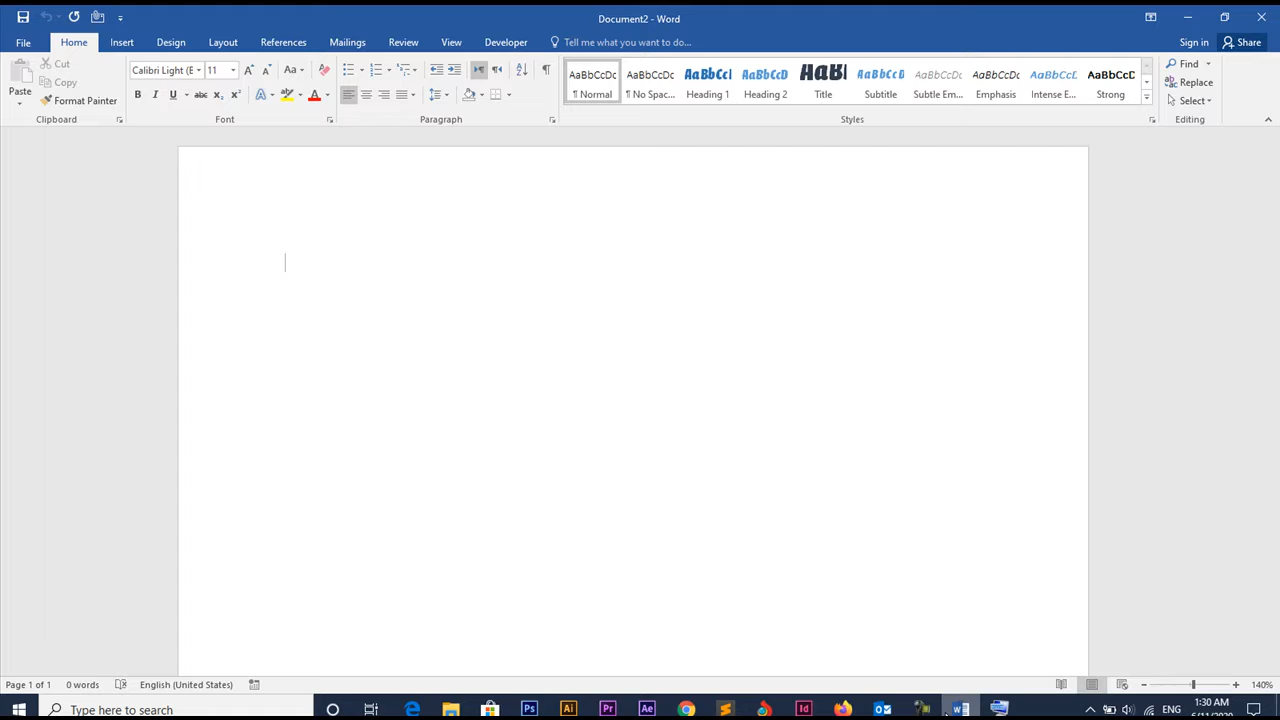 Document2 - Word
File Home Insert Design Layout References Mailings Review View Developer Tell me what you want to do... Sign in Share
Paste Cut Copy Format Painter Clipboard
Calibri Light (E 11 Aa B I U abc x₂ x² A A Font
Paragraph
AaBbCcDc ¶ Normal
AaBbCcDc ¶ No Spac...
AaBbCcI Heading 1
AaBbCcD Heading 2
AaBI Title
AaBbCcD Subtitle
AaBbCcDc Subtle Em...
AaBbCcDc Emphasis
AaBbCcDc Intense E...
AaBbCcDc Strong
Styles
Find Replace Select Editing
Page 1 of 1 0 words English (United States) 140%
Type here to search Ps Ai Pr Ae Id ENG 1:30 AM